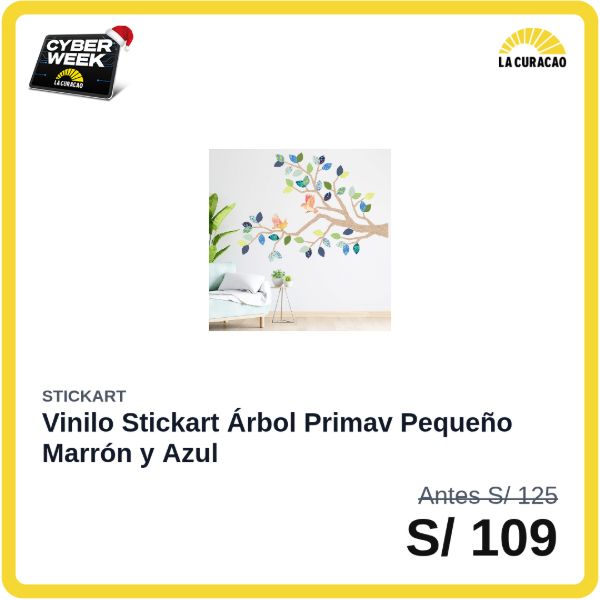 CYBER
WEEK
LA CURACAO
LA CURACAO
STICKART
Vinilo Stickart Árbol Primav Pequeño
Marrón y Azul
Antes S/ 125
S/ 109